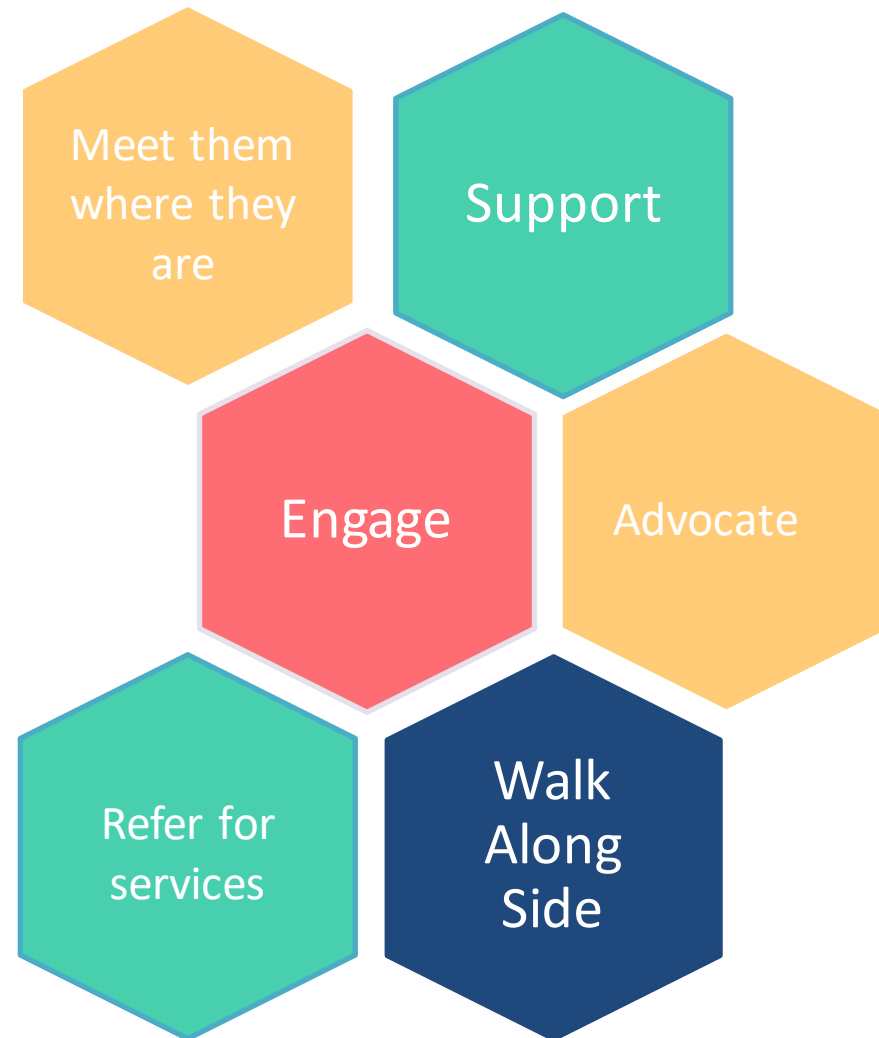 Meet them
where they
are
Support
Engage
Advocate
Refer for
services
Walk
Along
Side